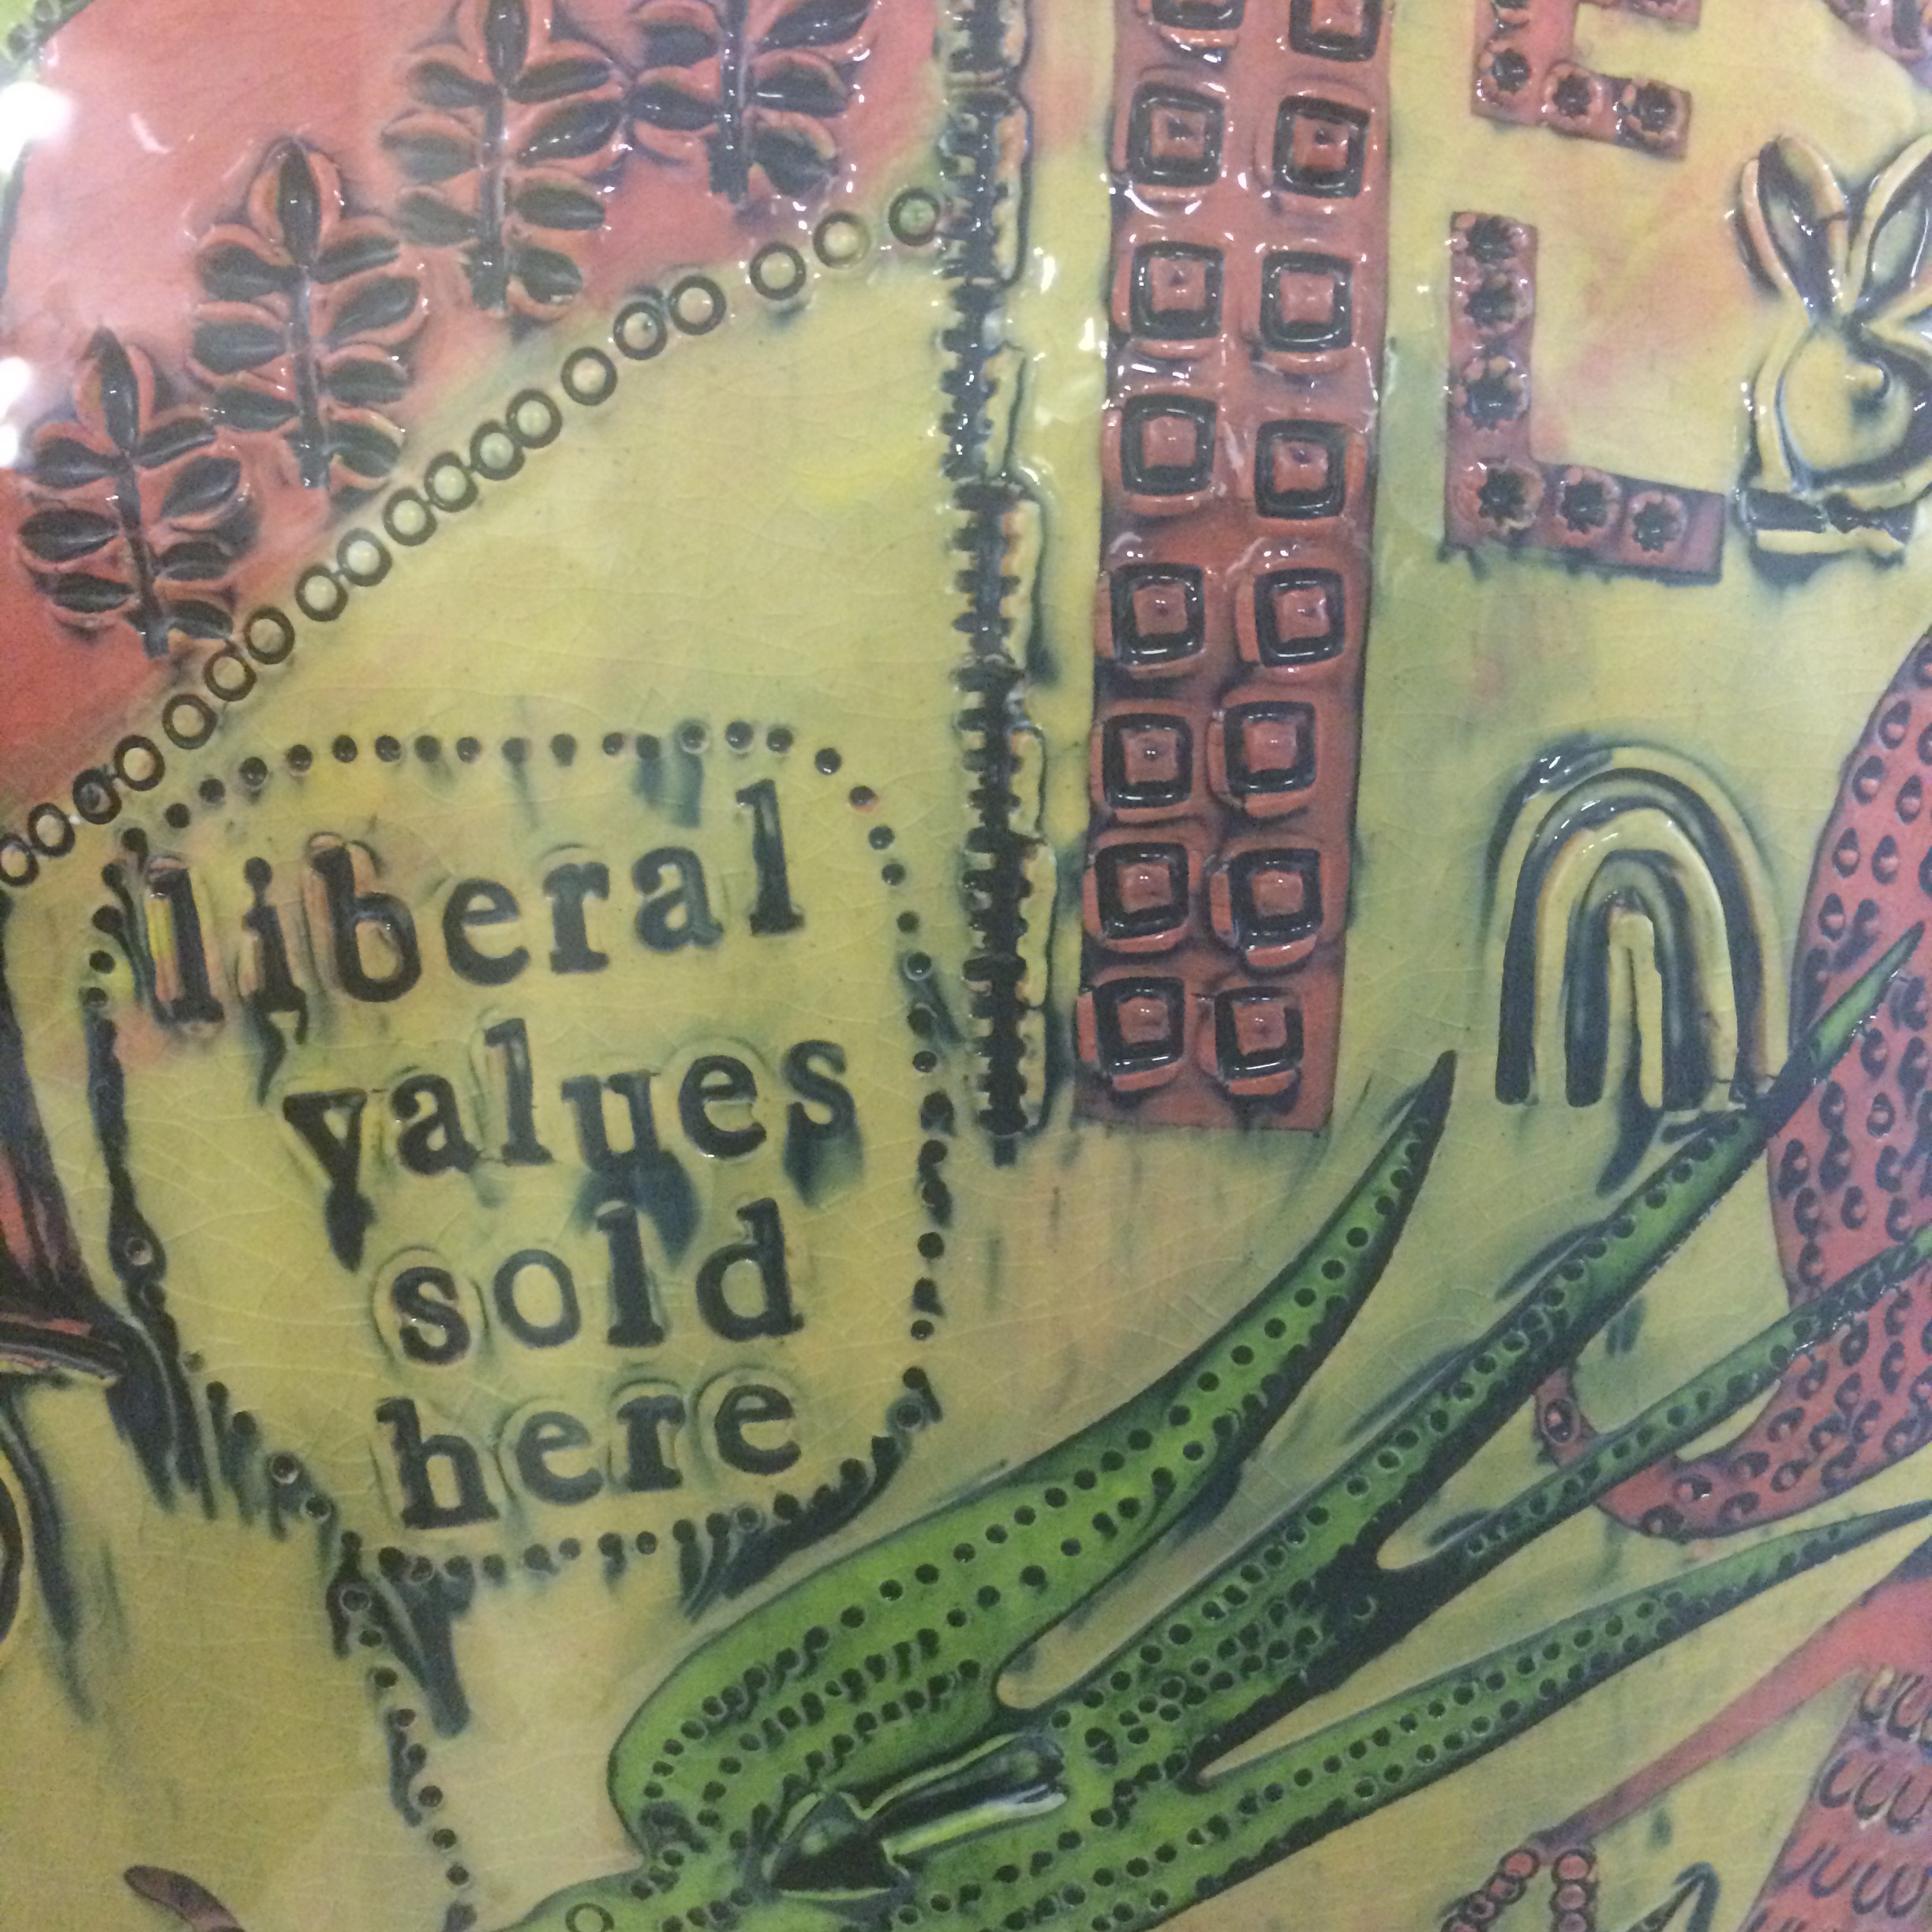 liberal
values
sold
here
E
L